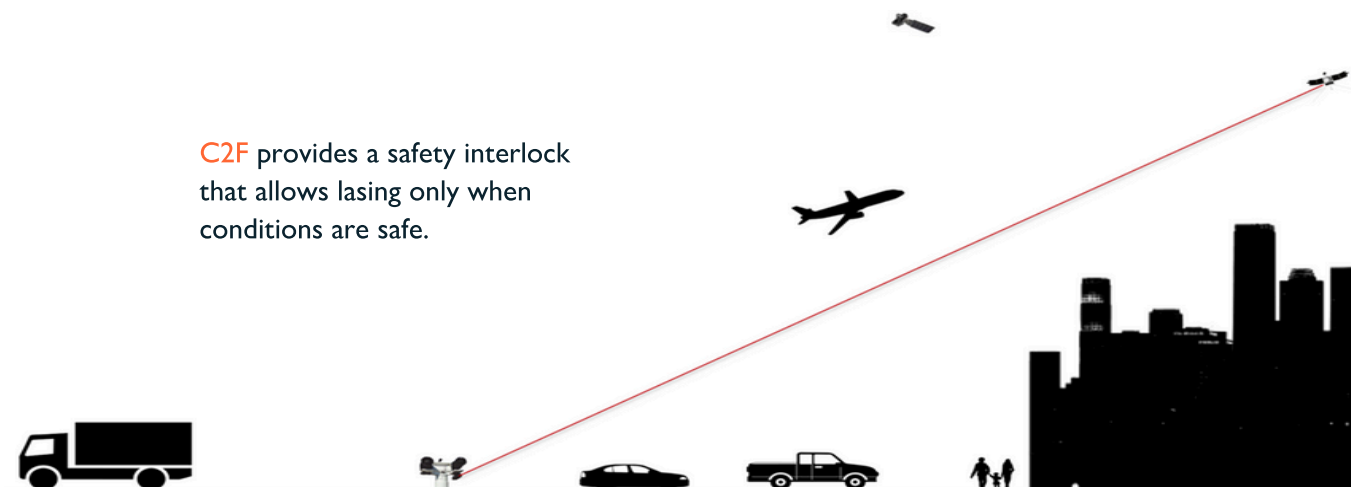 C2F provides a safety interlock
that allows lasing only when
conditions are safe.